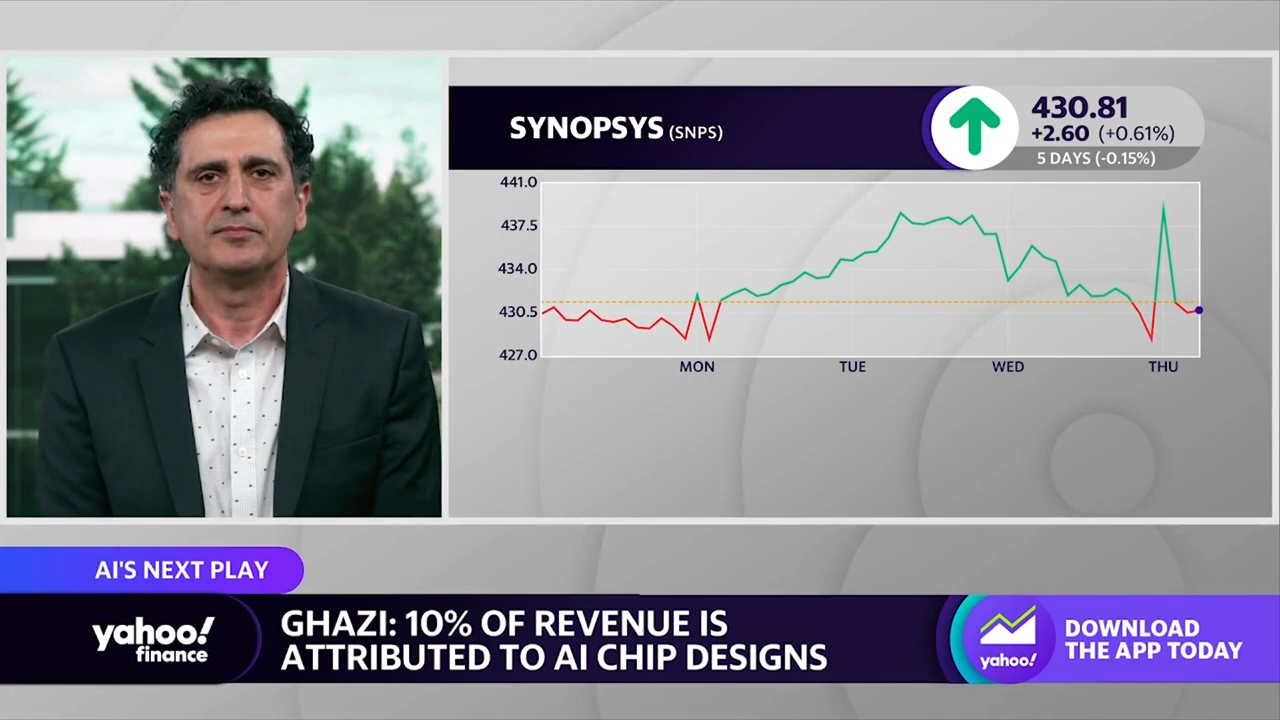 SYNOPSYS (SNPS)
430.81
+2.60 (+0.61%)
5 DAYS (-0.15%)
441.0
437.5
434.0
430.5
427.0
MON TUE WED THU
AI'S NEXT PLAY
yahoo!
finance
GHAZI: 10% OF REVENUE IS
ATTRIBUTED TO AI CHIP DESIGNS
yahoo!
DOWNLOAD
THE APP TODAY